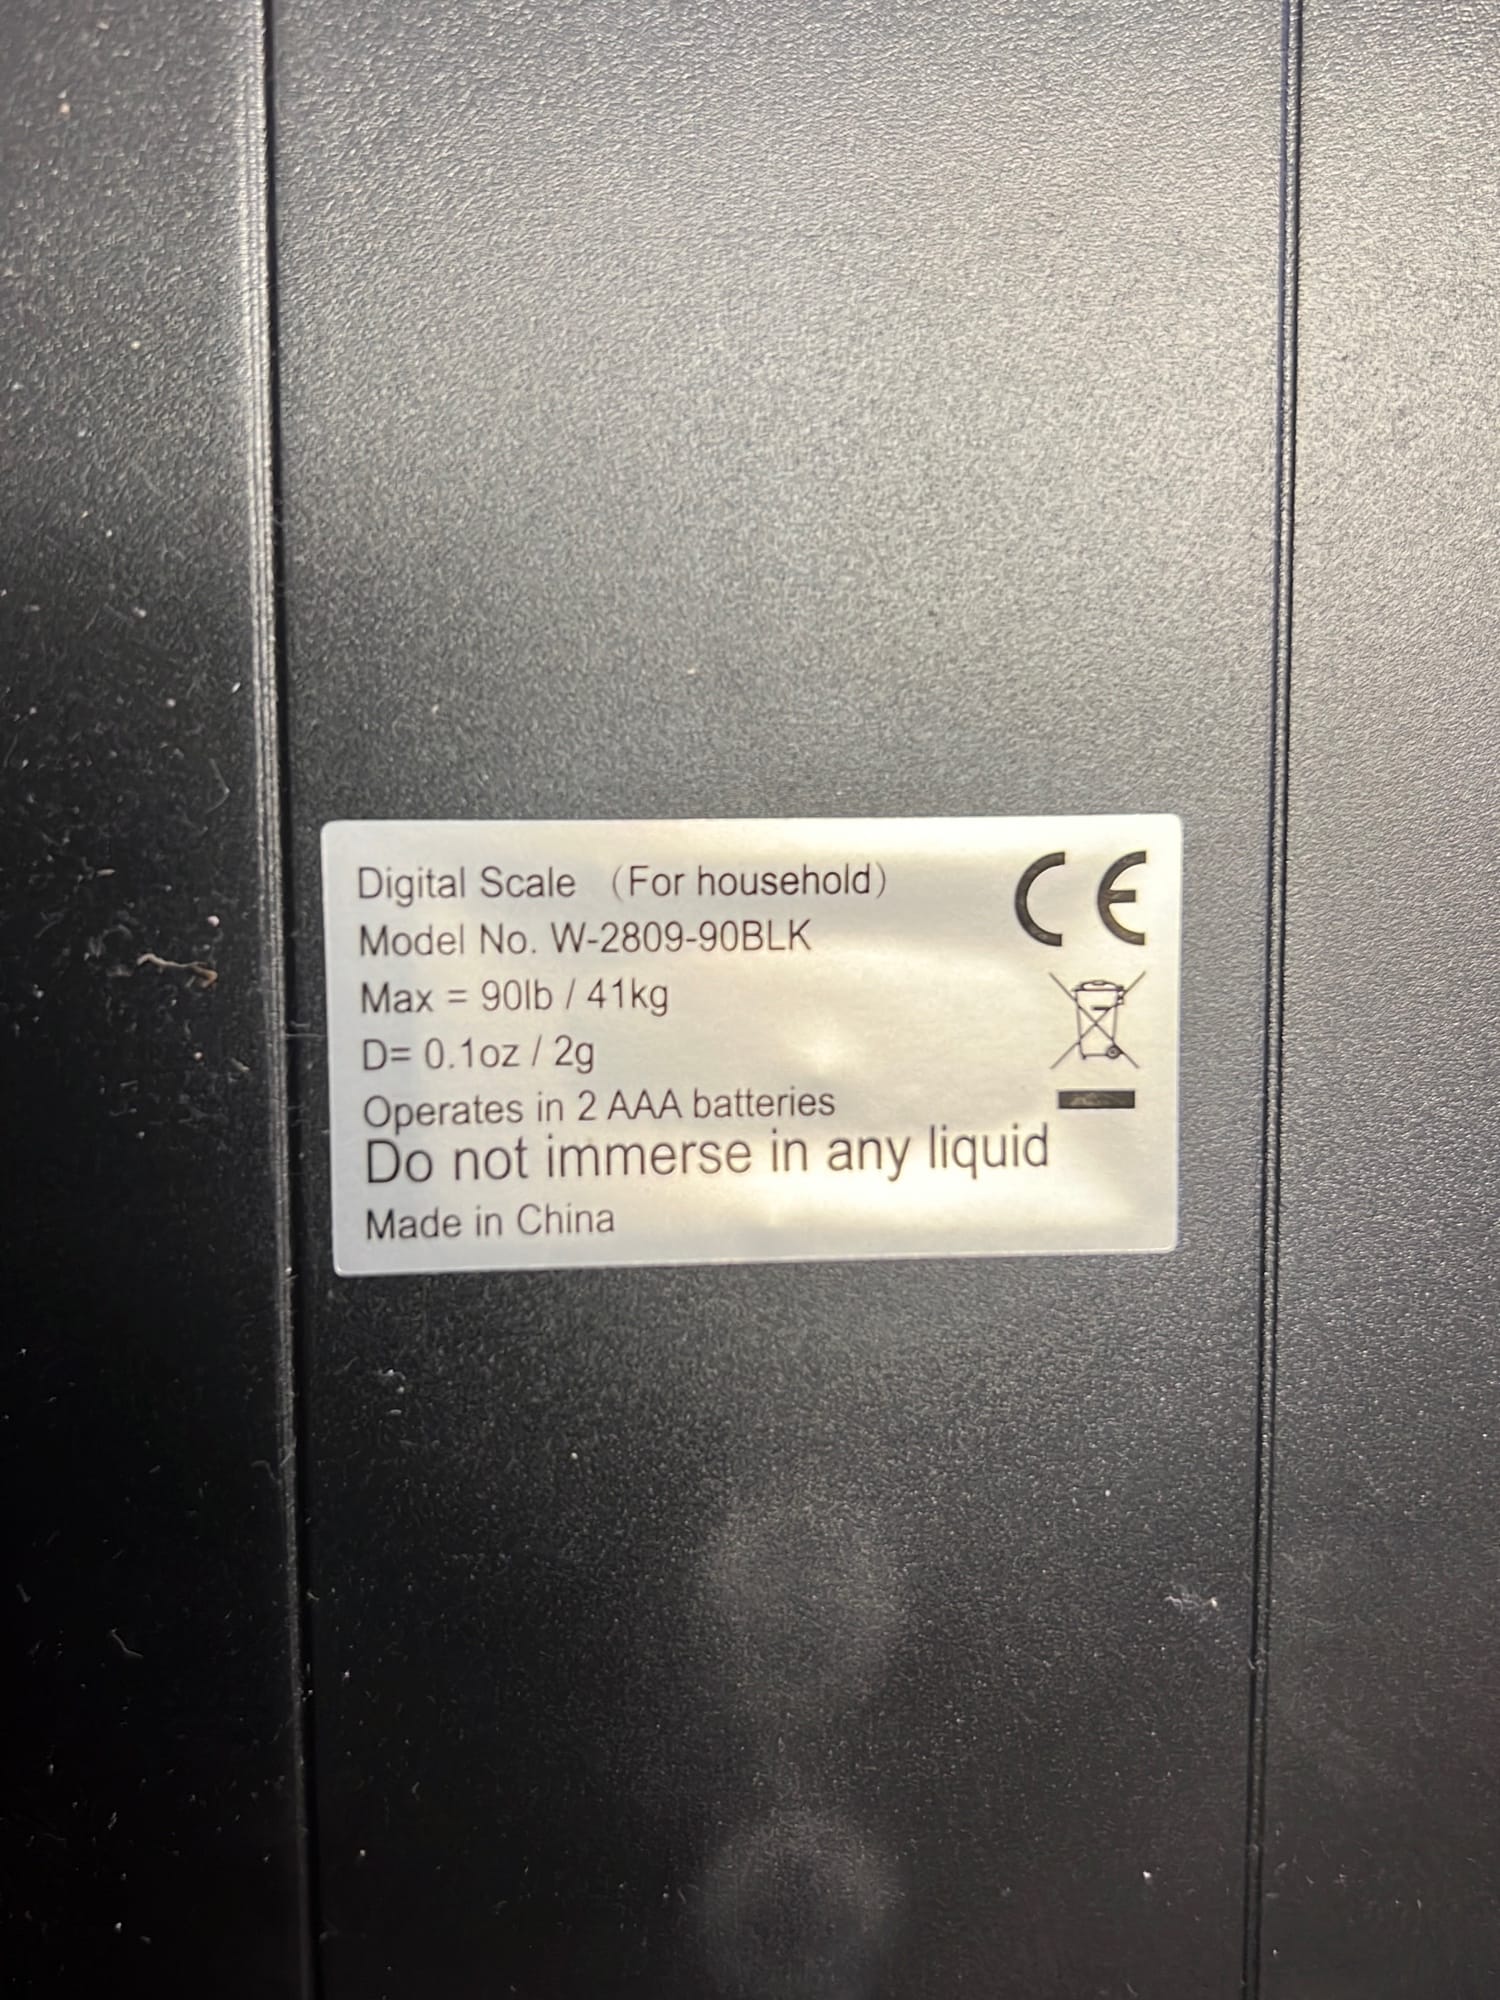 Digital Scale （For household）
Model No. W-2809-90BLK
Max = 90lb / 41kg
D= 0.1oz / 2g
Operates in 2 AAA batteries
Do not immerse in any liquid
Made in China
CE